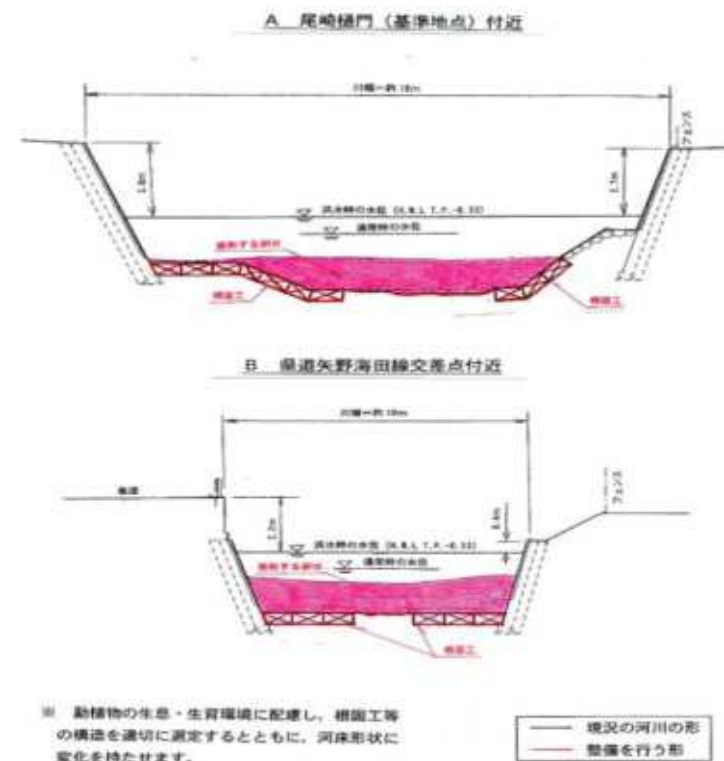 A 尾崎樋門（基準地点）付近
川幅＝約18m
フェンス
洪水時の水位
通常時の水位
掘削する部分
根固工
根固工
B 県道矢野海田線交差点付近
川幅＝約10m
フェンス
洪水時の水位
通常時の水位
掘削する部分
根固工
※ 動植物の生息・生育環境に配慮し、根固工等
の構造を適切に選定するとともに、河床形状に
変化を持たせます。
現況の河川の形
整備を行う形